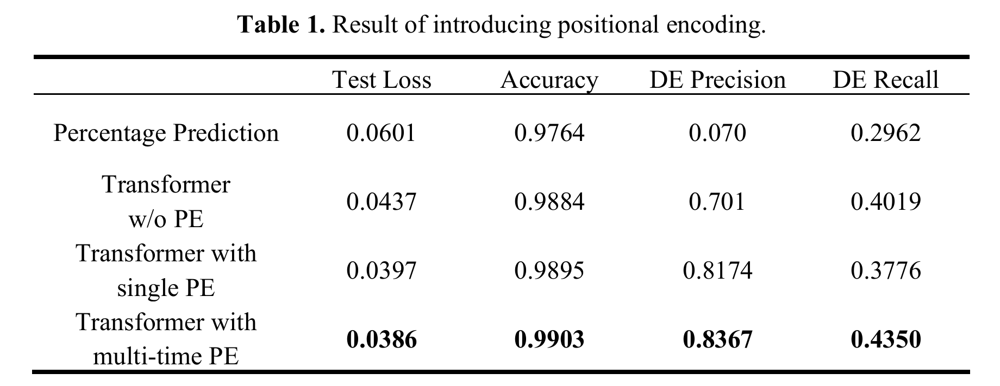 Table 1. Result of introducing positional encoding.
Test Loss Accuracy DE Precision DE Recall
Percentage Prediction 0.0601 0.9764 0.070 0.2962
Transformer
w/o PE 0.0437 0.9884 0.701 0.4019
Transformer with
single PE 0.0397 0.9895 0.8174 0.3776
Transformer with
multi-time PE 0.0386 0.9903 0.8367 0.4350